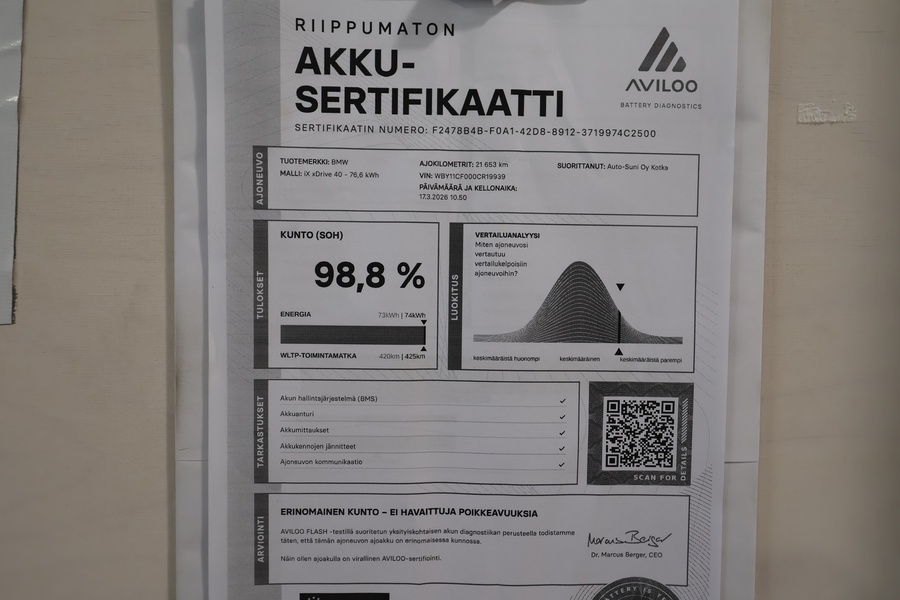 RIIPPUMATON
AKKU-
SERTIFIKAATTI
SERTIFIKAATIN NUMERO: F2478B4B-F0A1-42D8-8912-3719974C2500
AVILOO
BATTERY DIAGNOSTICS
AJONEUVO
TUOTEMERKKI: BMW
MALLI: iX xDrive 40 - 76,6 kWh
AJOKILOMETRIT: 21 653 km
VIN: WBY11CF000CR19939
PÄIVÄMÄÄRÄ JA KELLONAIKA:
17.3.2026 10.50
SUORITTANUT: Auto-Suni Oy Kotka
TULOKSET
KUNTO (SOH)
98,8 %
ENERGIA 73kWh | 74kWh
WLTP-TOIMINTAMATKA 420km | 425km
LUOKITUS
VERTAILUANALYYSI
Miten ajoneuvosi
vertautuu
vertailukelpoisiin
ajoneuvoihin?
keskimääräistä huonompi keskimääräinen keskimääräistä parempi
TARKASTUKSET
Akun hallintajärjestelmä (BMS)
Akkuanturi
Akkumittaukset
Akkukennojen jännitteet
Ajoneuvon kommunikaatio
SCAN FOR DETAILS
ARVIOINTI
ERINOMAINEN KUNTO – EI HAVAITTUJA POIKKEAVUUKSIA
AVILOO FLASH -testillä suoritetun yksityiskohtaisen akun diagnostiikan perusteella todistamme
täten, että tämän ajoneuvon ajoakku on erinomaisessa kunnossa.
Näin ollen ajoakulla on virallinen AVILOO-sertifiointi.
Marcus Berger
Dr. Marcus Berger, CEO
BATTERY IS